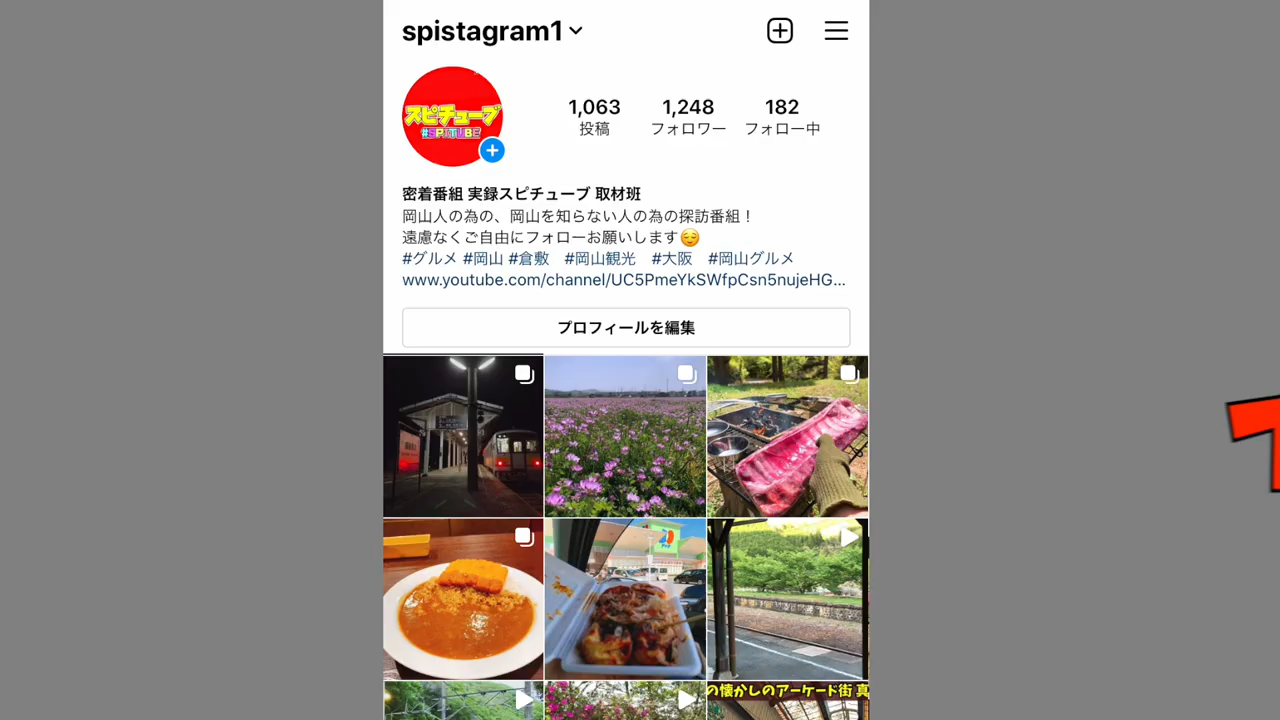 spistagram1
スピチューブ
#SPITUBE
1,063
投稿
1,248
フォロワー
182
フォロー中
密着番組 実録スピチューブ 取材班
岡山人の為の、岡山を知らない人の為の探訪番組！
遠慮なくご自由にフォローお願いします😌
#グルメ #岡山 #倉敷　#岡山観光　#大阪　#岡山グルメ
www.youtube.com/channel/UC5PmeYkSWfpCsn5nujeHG...
プロフィールを編集
の懐かしのアーケード街 真